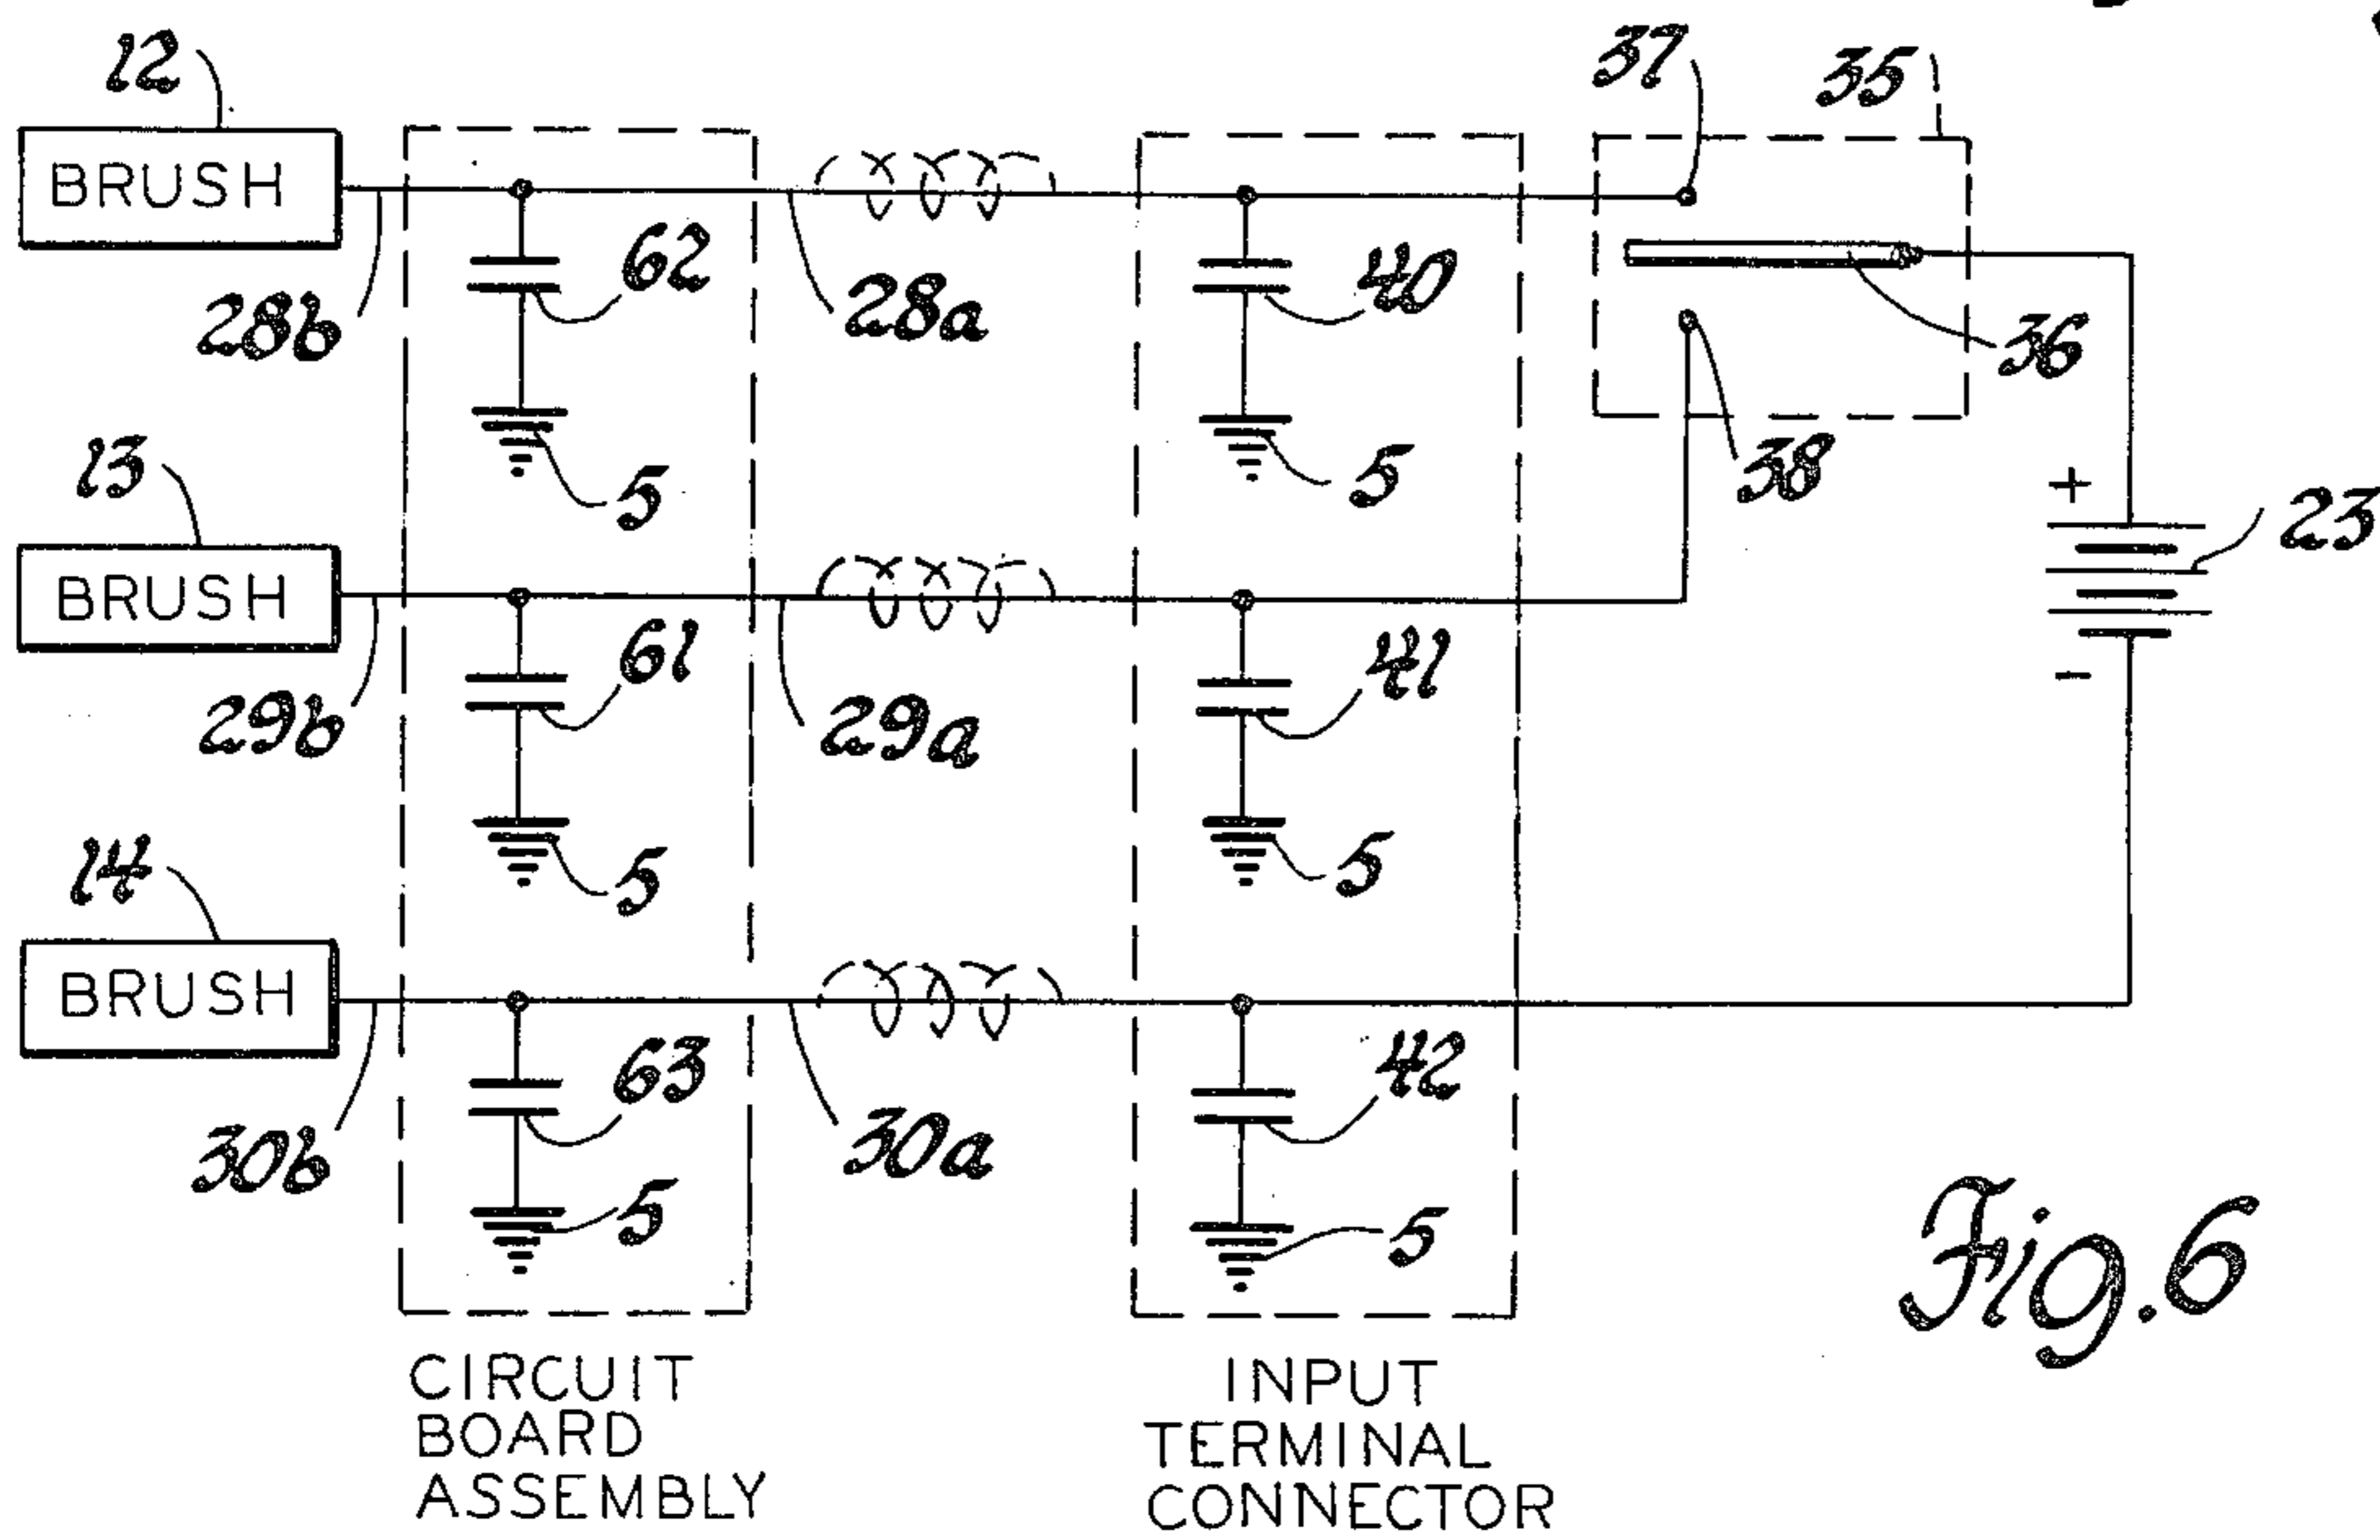 12
37
35
BRUSH
62
40
28b
28a
36
5
5
38
13
+
23
BRUSH
61
41
29b
29a
-
5
5
14
BRUSH
63
42
30b
30a
5
5
Fig. 6
CIRCUIT
BOARD
ASSEMBLY
INPUT
TERMINAL
CONNECTOR